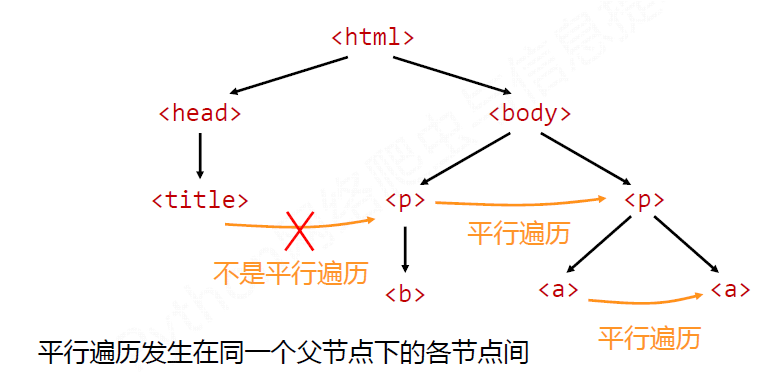 <html>
<head> <body>
<title> <p> <p>
平行遍历
不是平行遍历
<b> <a> <a>
平行遍历
平行遍历发生在同一个父节点下的各节点间